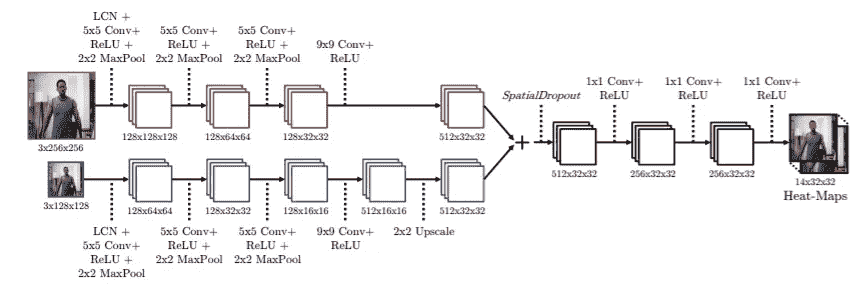 LCN +
5x5 Conv+
ReLU +
2x2 MaxPool
5x5 Conv+
ReLU +
2x2 MaxPool
5x5 Conv+
ReLU +
2x2 MaxPool
9x9 Conv+
ReLU
3x256x256
128x128x128
128x64x64
128x32x32
512x32x32
SpatialDropout
1x1 Conv+
ReLU
1x1 Conv+
ReLU
1x1 Conv+
ReLU
+
512x32x32
256x32x32
256x32x32
14x32x32
Heat-Maps
3x128x128
128x64x64
128x32x32
128x16x16
512x16x16
512x32x32
LCN +
5x5 Conv+
ReLU +
2x2 MaxPool
5x5 Conv+
ReLU +
2x2 MaxPool
5x5 Conv+
ReLU +
2x2 MaxPool
9x9 Conv+
ReLU
2x2 Upscale